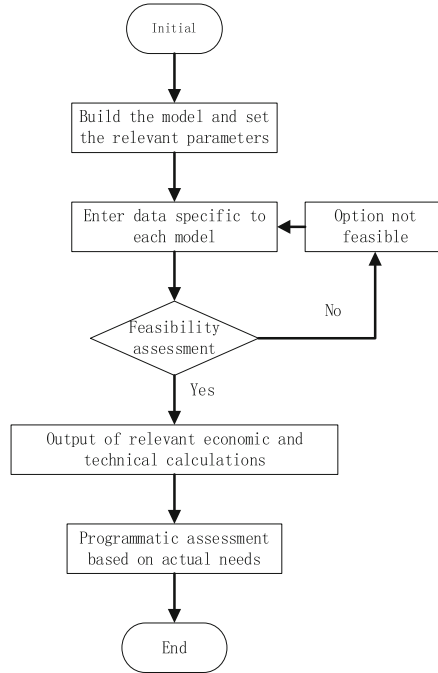 Initial
Build the model and set
the relevant parameters
Enter data specific to
each model
Option not
feasible
Feasibility
assessment
No
Yes
Output of relevant economic and
technical calculations
Programmatic assessment
based on actual needs
End